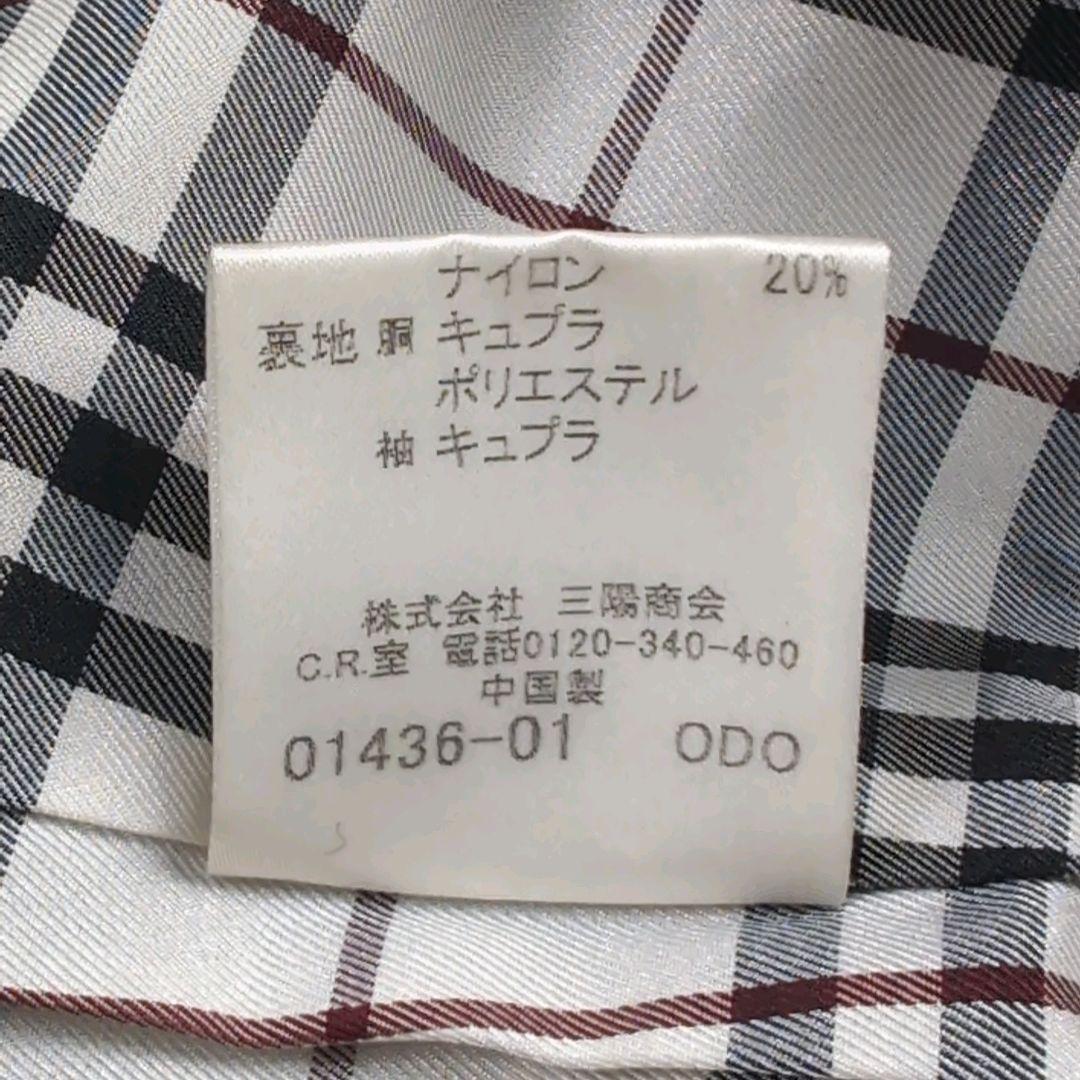 ナイロン 20%
裏地 胴 キュプラ
ポリエステル
袖 キュプラ
株式会社 三陽商会
C.R.室 電話0120-340-460
中国製
01436-01 ODO